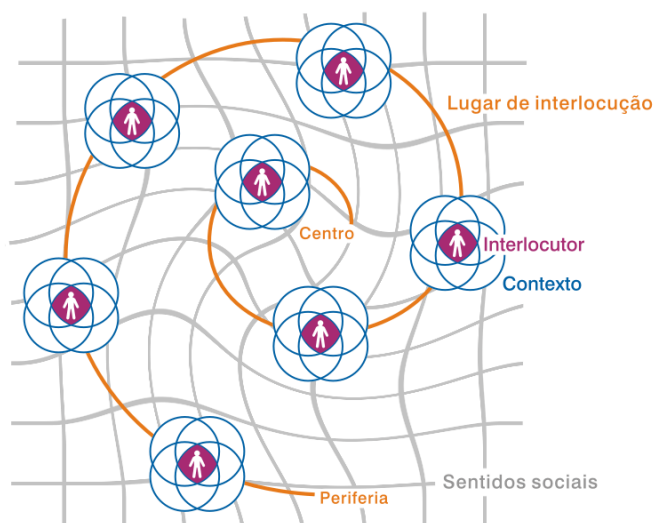 Lugar de interlocução
Centro
Interlocutor
Contexto
Sentidos sociais
Periferia